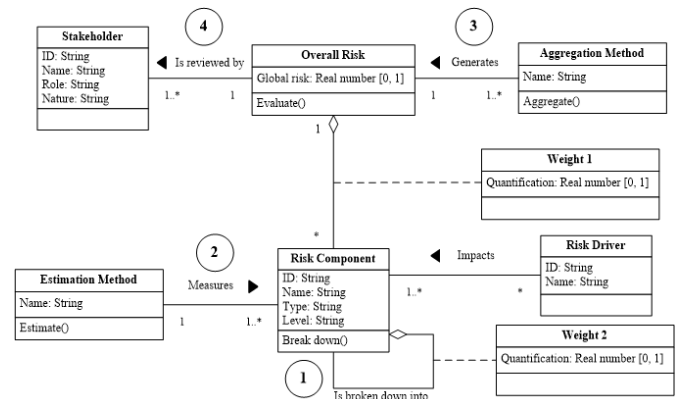 4
3
Stakeholder
ID: String
Name: String
Role: String
Nature: String
Is reviewed by
1..*
1
Overall Risk
Global risk: Real number [0, 1]
Evaluate()
Generates
1
1..*
Aggregation Method
Name: String
Aggregate()
1
Weight 1
Quantification: Real number [0, 1]
*
2
Estimation Method
Name: String
Estimate()
Measures
1
1..*
Risk Component
ID: String
Name: String
Type: String
Level: String
Break down()
Impacts
1..*
*
Risk Driver
ID: String
Name: String
Weight 2
Quantification: Real number [0, 1]
1
Is broken down into